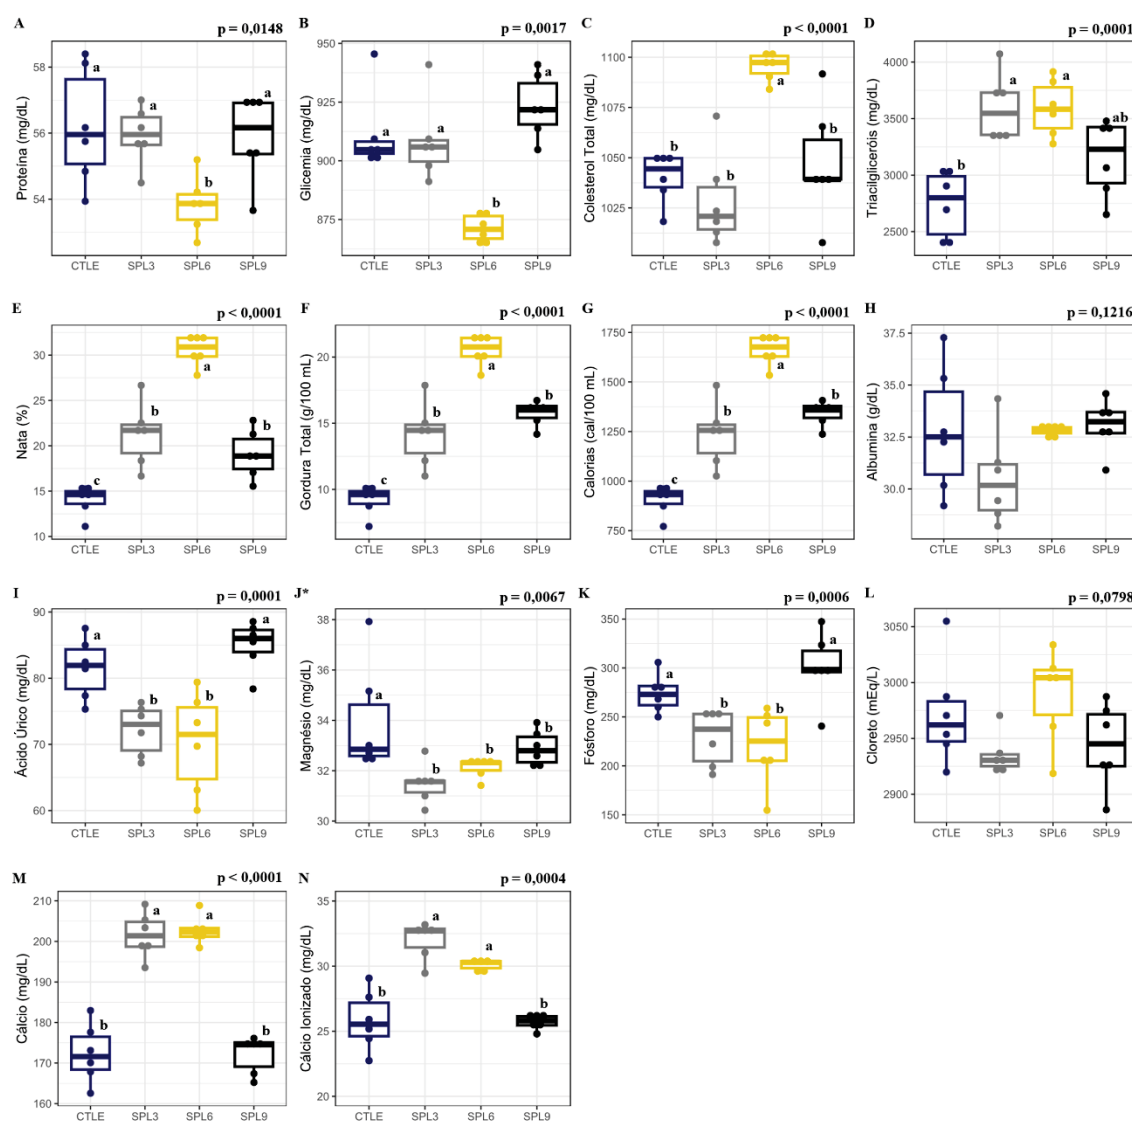 A
p = 0,0148
Proteína (mg/dL)
58
56
54
a
a
b
a
CTLE SPL3 SPL6 SPL9
B
p = 0,0017
Glicemia (mg/dL)
950
925
900
875
a
a
b
a
CTLE SPL3 SPL6 SPL9
C
p < 0,0001
Colesterol Total (mg/dL)
1100
1075
1050
1025
b
b
a
b
CTLE SPL3 SPL6 SPL9
D
p = 0,0001
Triacilgliceróis (mg/dL)
4000
3500
3000
2500
b
a
a
ab
CTLE SPL3 SPL6 SPL9
E
p < 0,0001
Nata (%)
30
25
20
15
10
c
b
a
b
CTLE SPL3 SPL6 SPL9
F
p < 0,0001
Gordura Total (g/100 mL)
20
15
10
c
b
a
b
CTLE SPL3 SPL6 SPL9
G
p < 0,0001
Calorias (cal/100 mL)
1750
1500
1250
1000
750
c
b
a
b
CTLE SPL3 SPL6 SPL9
H
p = 0,1216
Albumina (g/dL)
37.5
35.0
32.5
30.0
CTLE SPL3 SPL6 SPL9
I
p = 0,0001
Ácido Úrico (mg/dL)
90
80
70
60
a
b
b
a
CTLE SPL3 SPL6 SPL9
J*
p = 0,0067
Magnésio (mg/dL)
38
36
34
32
30
a
b
b
b
CTLE SPL3 SPL6 SPL9
K
p = 0,0006
Fósforo (mg/dL)
350
300
250
200
150
a
b
b
a
CTLE SPL3 SPL6 SPL9
L
p = 0,0798
Cloreto (mEq/L)
3050
3000
2950
2900
CTLE SPL3 SPL6 SPL9
M
p < 0,0001
Cálcio (mg/dL)
210
200
190
180
170
160
b
a
a
b
CTLE SPL3 SPL6 SPL9
N
p = 0,0004
Cálcio Ionizado (mg/dL)
35
30
25
20
b
a
a
b
CTLE SPL3 SPL6 SPL9